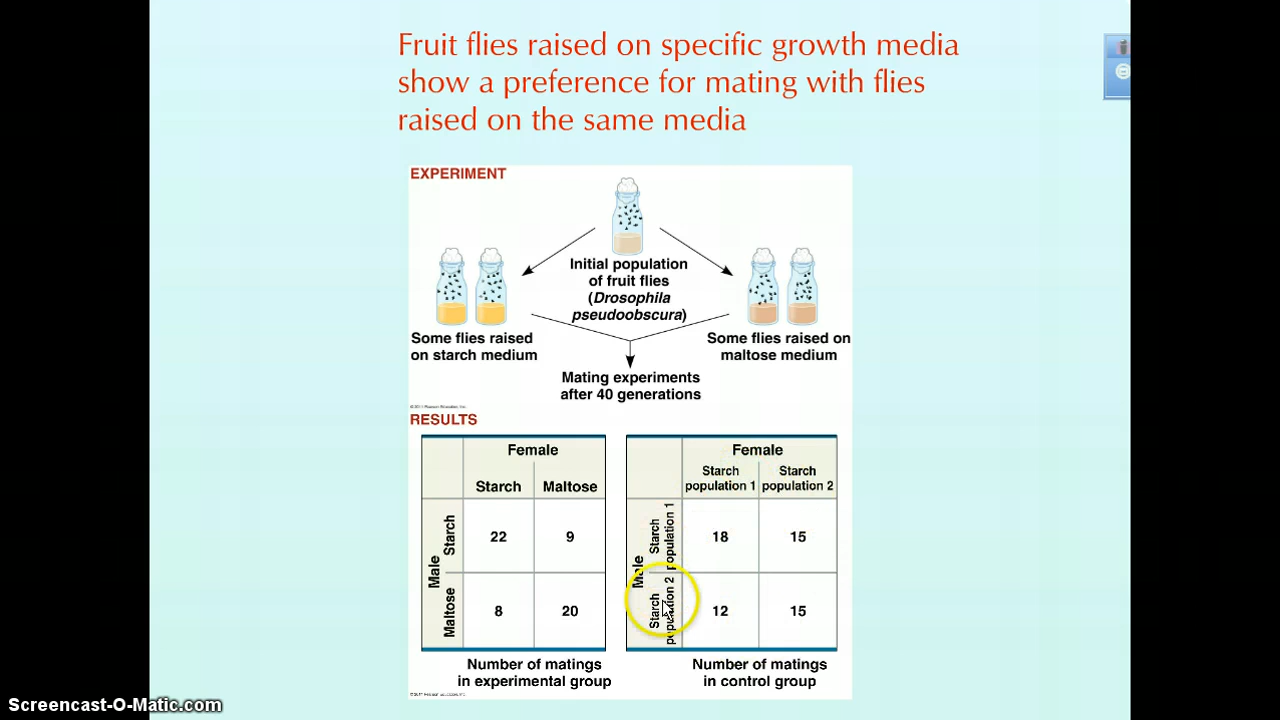 Fruit flies raised on specific growth media
show a preference for mating with flies
raised on the same media
EXPERIMENT
Initial population
of fruit flies
(Drosophila
pseudoobscura)
Some flies raised
on starch medium
Some flies raised on
maltose medium
Mating experiments
after 40 generations
RESULTS
Female
Starch Maltose
Male
Starch
22 9
Maltose
8 20
Number of matings
in experimental group
Female
Starch
population 1
Starch
population 2
Male
Starch
population 1
18 15
Starch
population 2
12 15
Number of matings
in control group
Screencast-O-Matic.com